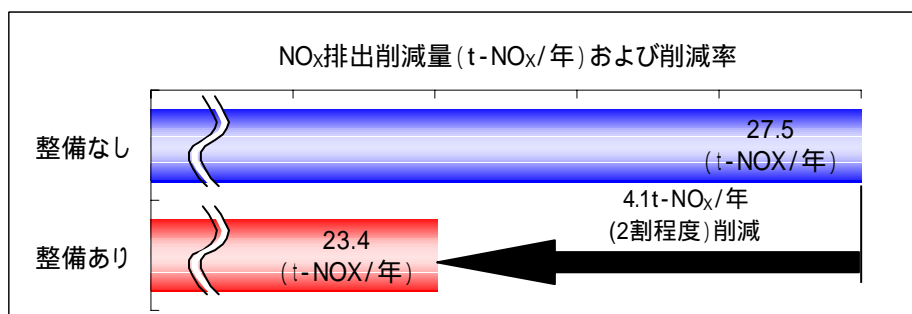 NOX排出削減量(t-NOX/年)および削減率
整備なし
27.5
(t-NOX/年)
4.1t-NOX/年
(2割程度)削減
整備あり
23.4
(t-NOX/年)